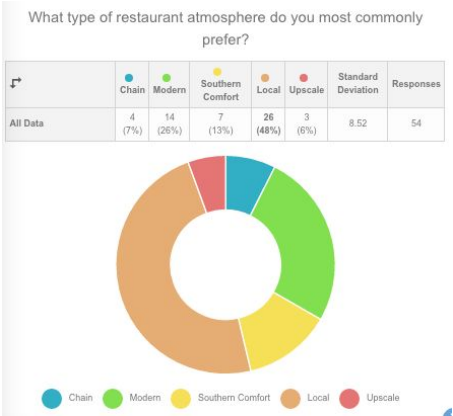 What type of restaurant atmosphere do you most commonly
prefer?
Chain Modern Southern Comfort Local Upscale Standard Deviation Responses
All Data 4 (7%) 14 (26%) 7 (13%) 26 (48%) 3 (6%) 8.52 54
Chain Modern Southern Comfort Local Upscale